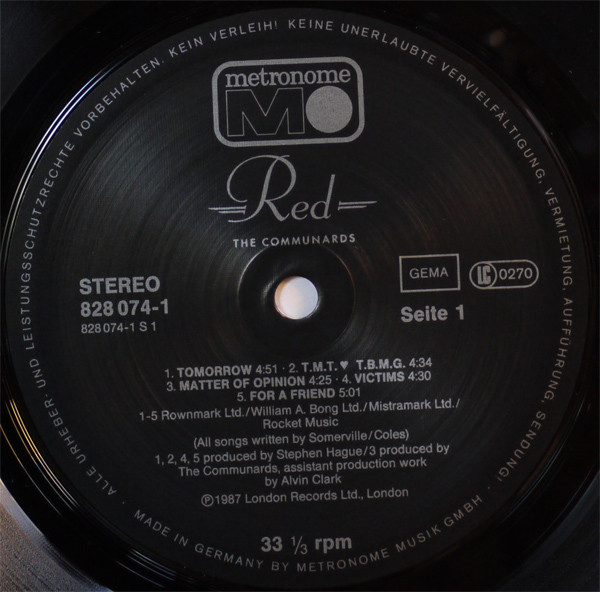 ALLE URHEBER- UND LEISTUNGSSCHUTZRECHTE VORBEHALTEN. KEIN VERLEIH! KEINE UNERLAUBTE VERVIELFÄLTIGUNG, VERMIETUNG, AUFFÜHRUNG, SENDUNG!
metronome
MO
Red
THE COMMUNARDS
STEREO
828 074-1
828 074-1 S 1
GEMA
LC 0270
Seite 1
1. TOMORROW 4:51 · 2. T.M.T. ♥ T.B.M.G. 4:34
3. MATTER OF OPINION 4:25 · 4. VICTIMS 4:30
5. FOR A FRIEND 5:01
1-5 Rownmark Ltd./William A. Bong Ltd./Mistramark Ltd./
Rocket Music
(All songs written by Somerville/Coles)
1, 2, 4, 5 produced by Stephen Hague/3 produced by
The Communards, assistant production work
by Alvin Clark
Ⓟ1987 London Records Ltd., London
33 ⅓ rpm
· MADE IN GERMANY BY METRONOME MUSIK GMBH ·